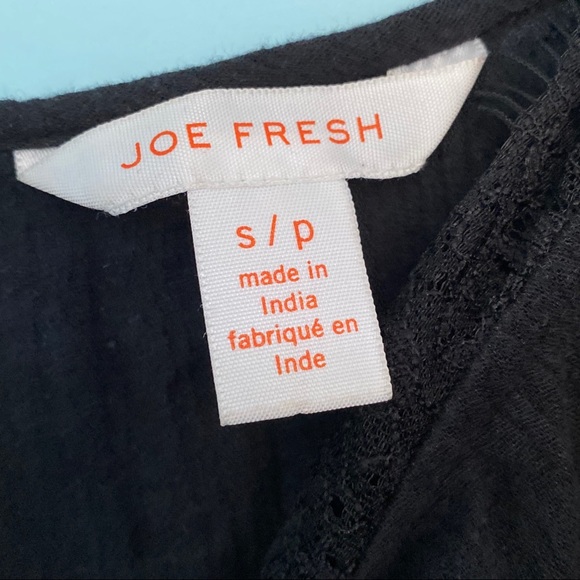 JOE FRESH
s / p
made in
India
fabriqué en
Inde